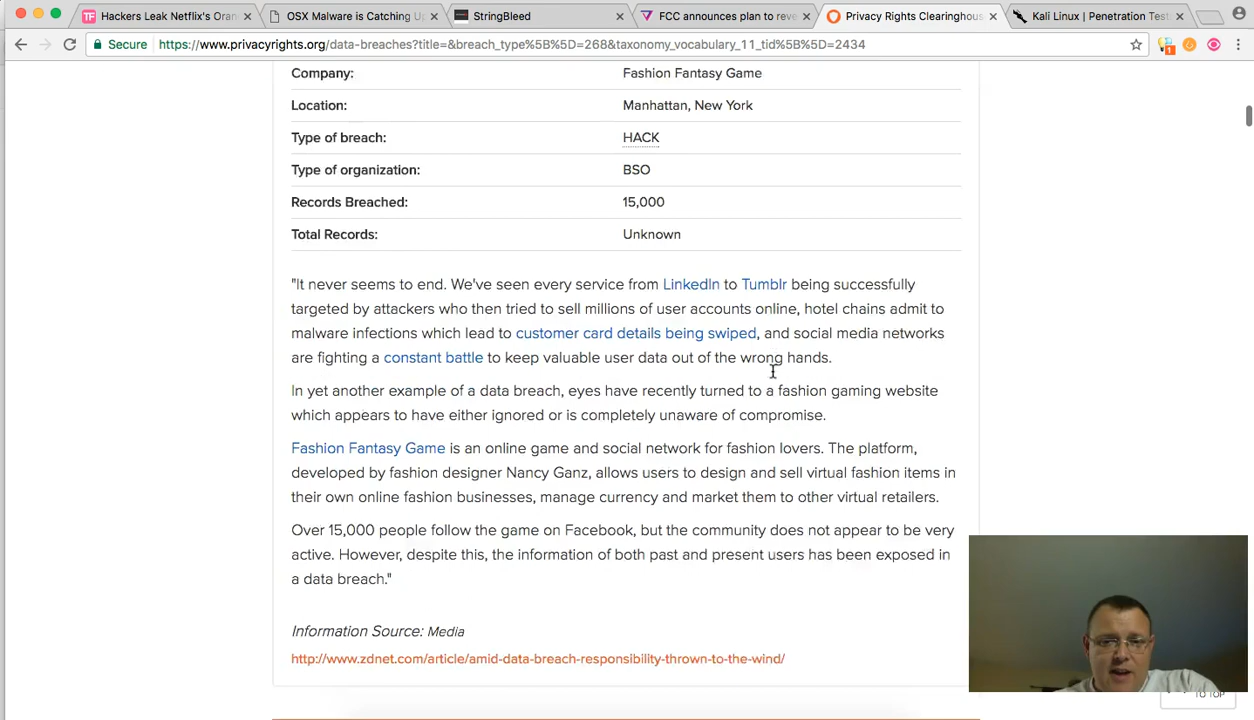 Hackers Leak Netflix's Oran
OSX Malware is Catching Up
StringBleed
FCC announces plan to reve
Privacy Rights Clearinghous
Kali Linux | Penetration Test
Secure https://www.privacyrights.org/data-breaches?title=&breach_type%5B%5D=268&taxonomy_vocabulary_11_tid%5B%5D=2434
Company: Fashion Fantasy Game
Location: Manhattan, New York
Type of breach: HACK
Type of organization: BSO
Records Breached: 15,000
Total Records: Unknown
"It never seems to end. We've seen every service from LinkedIn to Tumblr being successfully
targeted by attackers who then tried to sell millions of user accounts online, hotel chains admit to
malware infections which lead to customer card details being swiped, and social media networks
are fighting a constant battle to keep valuable user data out of the wrong hands.
In yet another example of a data breach, eyes have recently turned to a fashion gaming website
which appears to have either ignored or is completely unaware of compromise.
Fashion Fantasy Game is an online game and social network for fashion lovers. The platform,
developed by fashion designer Nancy Ganz, allows users to design and sell virtual fashion items in
their own online fashion businesses, manage currency and market them to other virtual retailers.
Over 15,000 people follow the game on Facebook, but the community does not appear to be very
active. However, despite this, the information of both past and present users has been exposed in
a data breach."
Information Source: Media
http://www.zdnet.com/article/amid-data-breach-responsibility-thrown-to-the-wind/
TO TOP